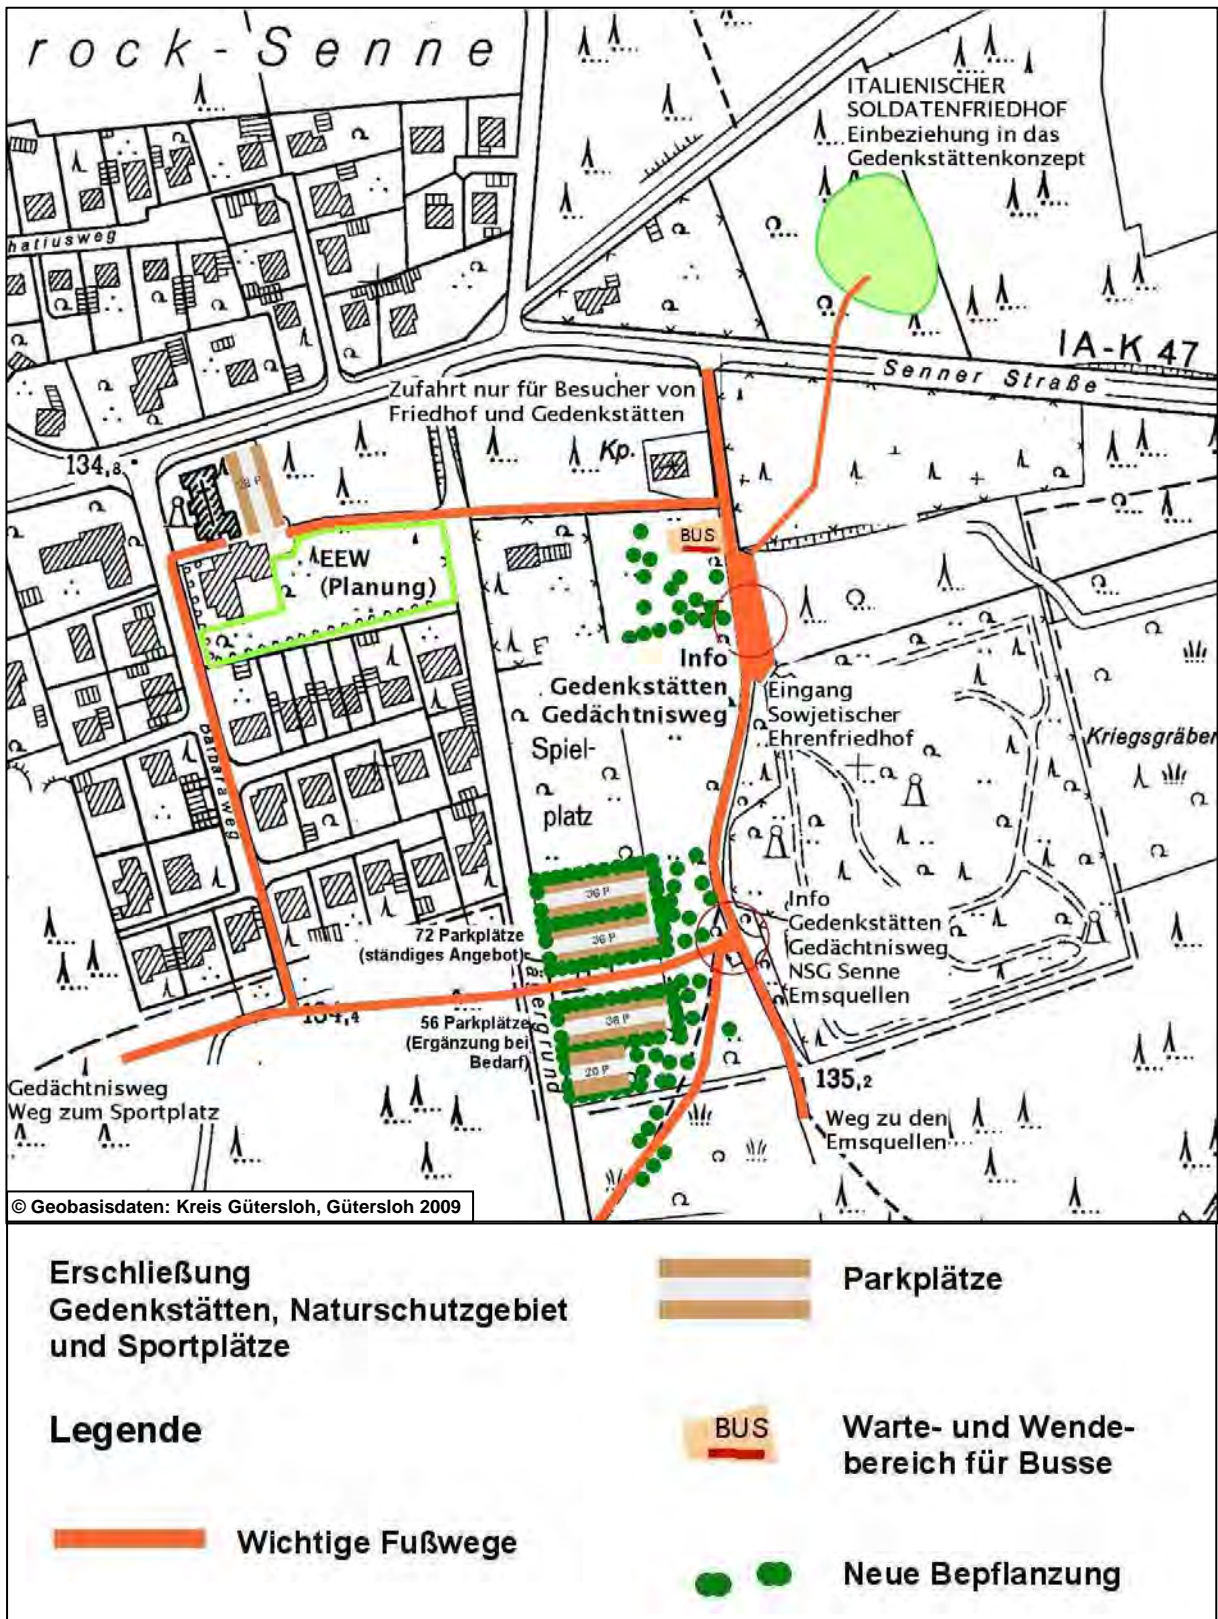 rock-Senne
ITALIENISCHER
SOLDATENFRIEDHOF
Einbeziehung in das
Gedenkstättenkonzept
hatiusweg
IA-K 47
Senner Straße
Zufahrt nur für Besucher von
Friedhof und Gedenkstätten
134,8
Kp.
BUS
EEW
(Planung)
E
Info
Gedenkstätten
Gedächtnisweg
Eingang
Sowjetischer
Ehrenfriedhof
Spiel-
platz
Kriegsgräber
Barbaraweg
36 P
36 P
72 Parkplätze
(ständiges Angebot)
Info
Gedenkstätten
Gedächtnisweg
NSG Senne
Emsquellen
134,4
56 Parkplätze
(Ergänzung bei
Bedarf)
36 P
20 P
Jägergrund
135,2
Gedächtnisweg
Weg zum Sportplatz
Weg zu den
Emsquellen
© Geobasisdaten: Kreis Gütersloh, Gütersloh 2009
Erschließung
Gedenkstätten, Naturschutzgebiet
und Sportplätze
Legende
Wichtige Fußwege
Parkplätze
BUS
Warte- und Wende-
bereich für Busse
Neue Bepflanzung